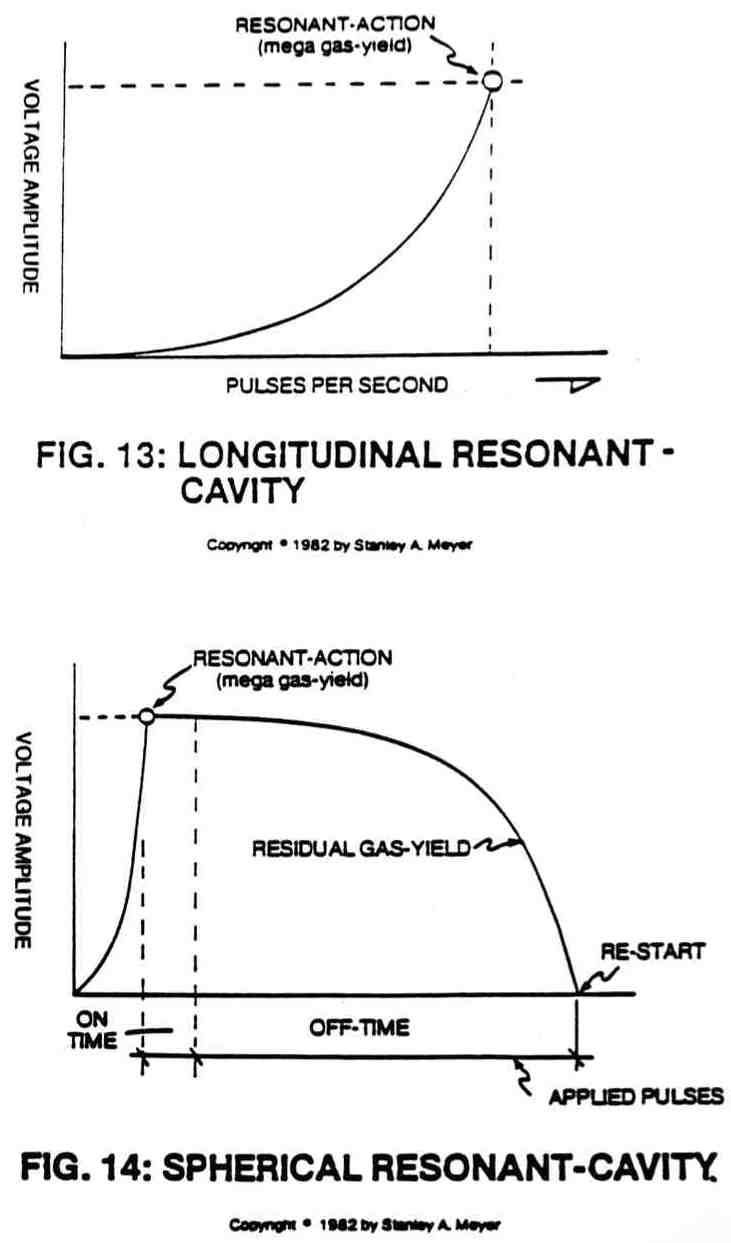 RESONANT-ACTION
(mega gas-yield)
VOLTAGE AMPLITUDE
PULSES PER SECOND
FIG. 13: LONGITUDINAL RESONANT-
CAVITY
Copyright © 1982 by Stanley A. Meyer
RESONANT-ACTION
(mega gas-yield)
VOLTAGE AMPLITUDE
RESIDUAL GAS-YIELD
RE-START
ON
TIME
OFF-TIME
APPLIED PULSES
FIG. 14: SPHERICAL RESONANT-CAVITY.
Copyright © 1982 by Stanley A. Meyer